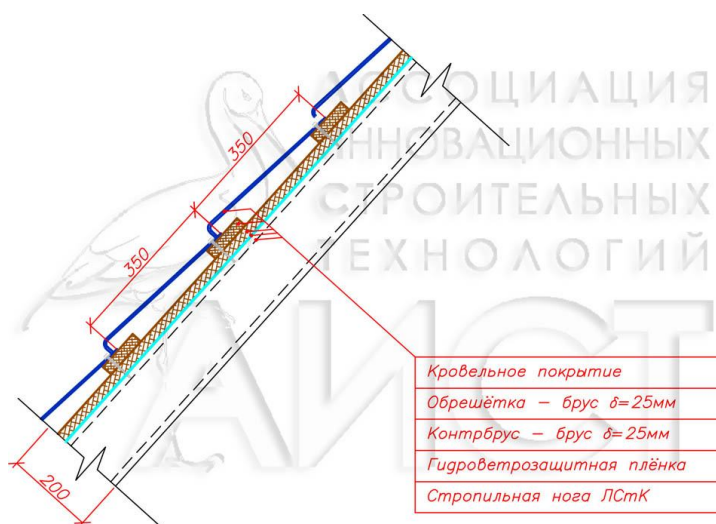 АССОЦИАЦИЯ
ИННОВАЦИОННЫХ
СТРОИТЕЛЬНЫХ
ТЕХНОЛОГИЙ
АИСТ
350
350
200
Кровельное покрытие
Обрешётка – брус δ=25мм
Контрбрус – брус δ=25мм
Гидроветрозащитная плёнка
Стропильная нога ЛСтК